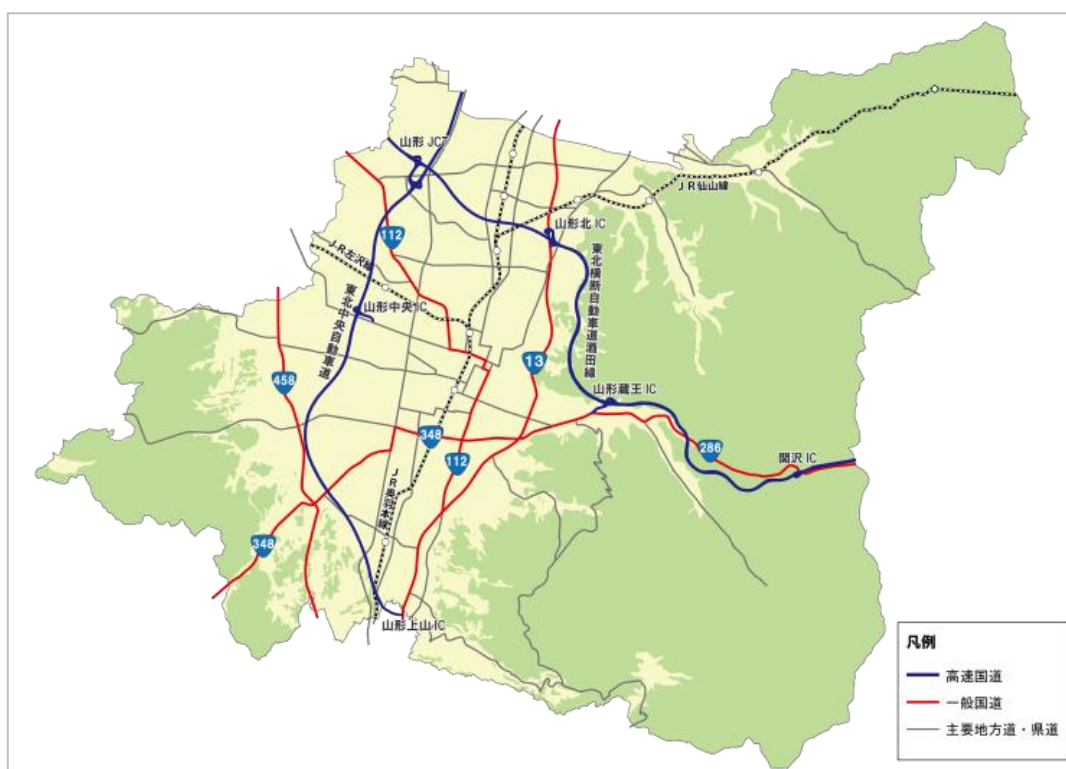 山形 JCT
JR仙山線
山形北 IC
112
JR左沢線
東北横断自動車道酒田線
山形中央 IC
東北中央自動車道
13
458
山形蔵王 IC
348
286
関沢 IC
112
JR奥羽本線
348
山形上山 IC
凡例
高速国道
一般国道
主要地方道・県道